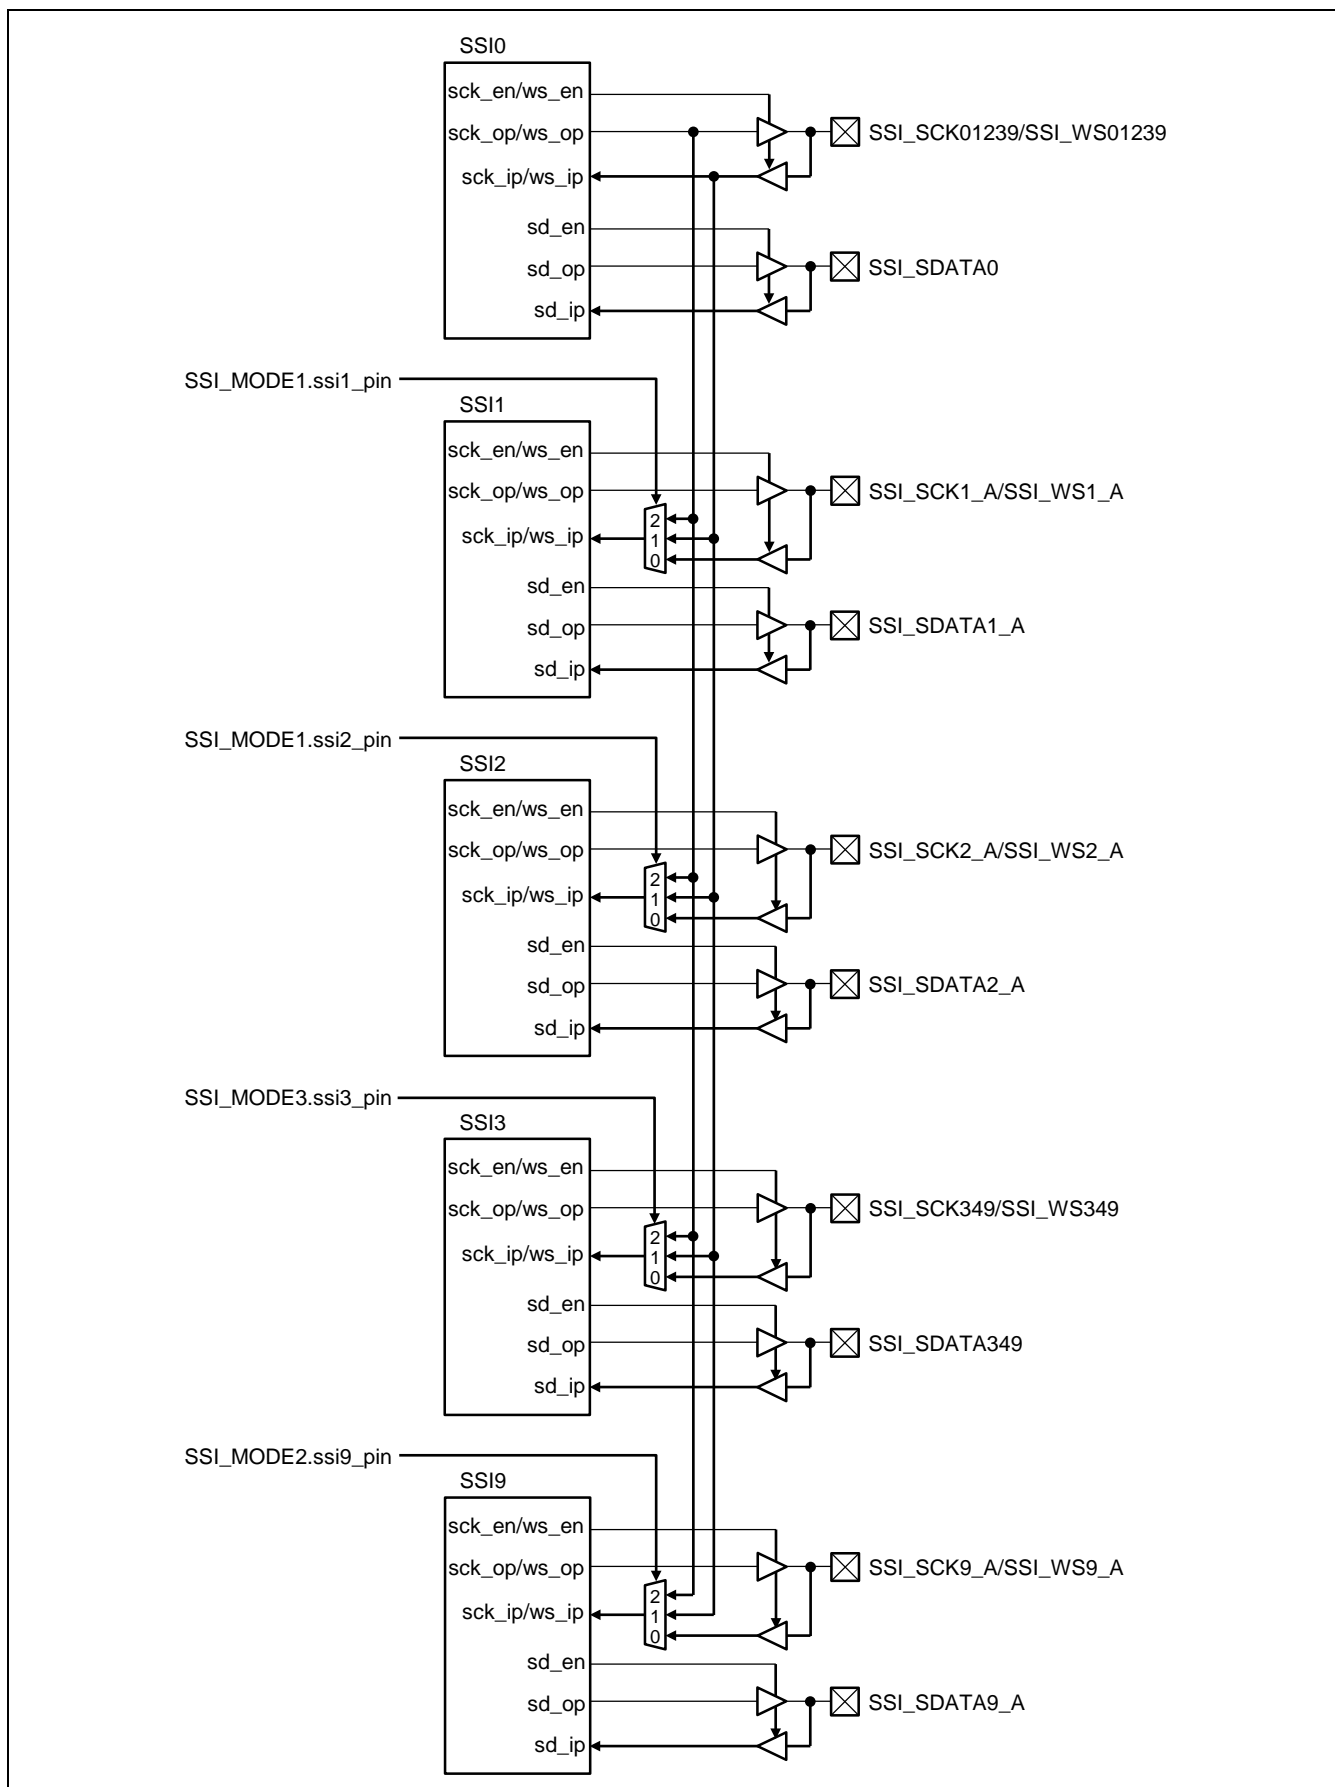 SSI0
sck_en/ws_en
sck_op/ws_op SSI_SCK01239/SSI_WS01239
sck_ip/ws_ip
sd_en
sd_op SSI_SDATA0
sd_ip
SSI_MODE1.ssi1_pin
SSI1
sck_en/ws_en
sck_op/ws_op SSI_SCK1_A/SSI_WS1_A
2
sck_ip/ws_ip 1
0
sd_en
sd_op SSI_SDATA1_A
sd_ip
SSI_MODE1.ssi2_pin
SSI2
sck_en/ws_en
sck_op/ws_op SSI_SCK2_A/SSI_WS2_A
2
sck_ip/ws_ip 1
0
sd_en
sd_op SSI_SDATA2_A
sd_ip
SSI_MODE3.ssi3_pin
SSI3
sck_en/ws_en
sck_op/ws_op SSI_SCK349/SSI_WS349
2
sck_ip/ws_ip 1
0
sd_en
sd_op SSI_SDATA349
sd_ip
SSI_MODE2.ssi9_pin
SSI9
sck_en/ws_en
sck_op/ws_op SSI_SCK9_A/SSI_WS9_A
2
sck_ip/ws_ip 1
0
sd_en
sd_op SSI_SDATA9_A
sd_ip